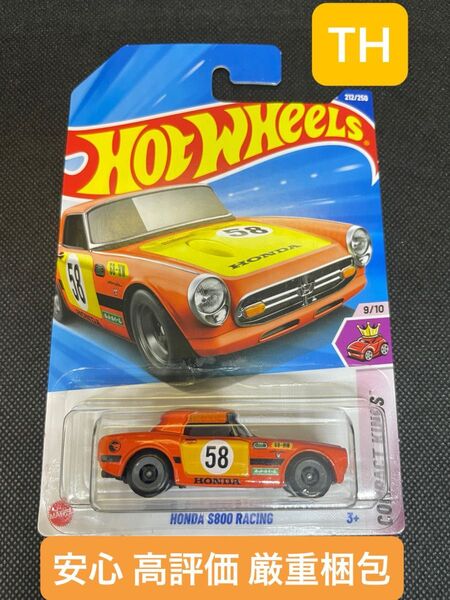 TH
212/250
HOT WHEELS
58
HONDA
58
9/10
COMPACT KINGS
58
HONDA
HONDA S800 RACING
3+
安心 高評価 厳重梱包